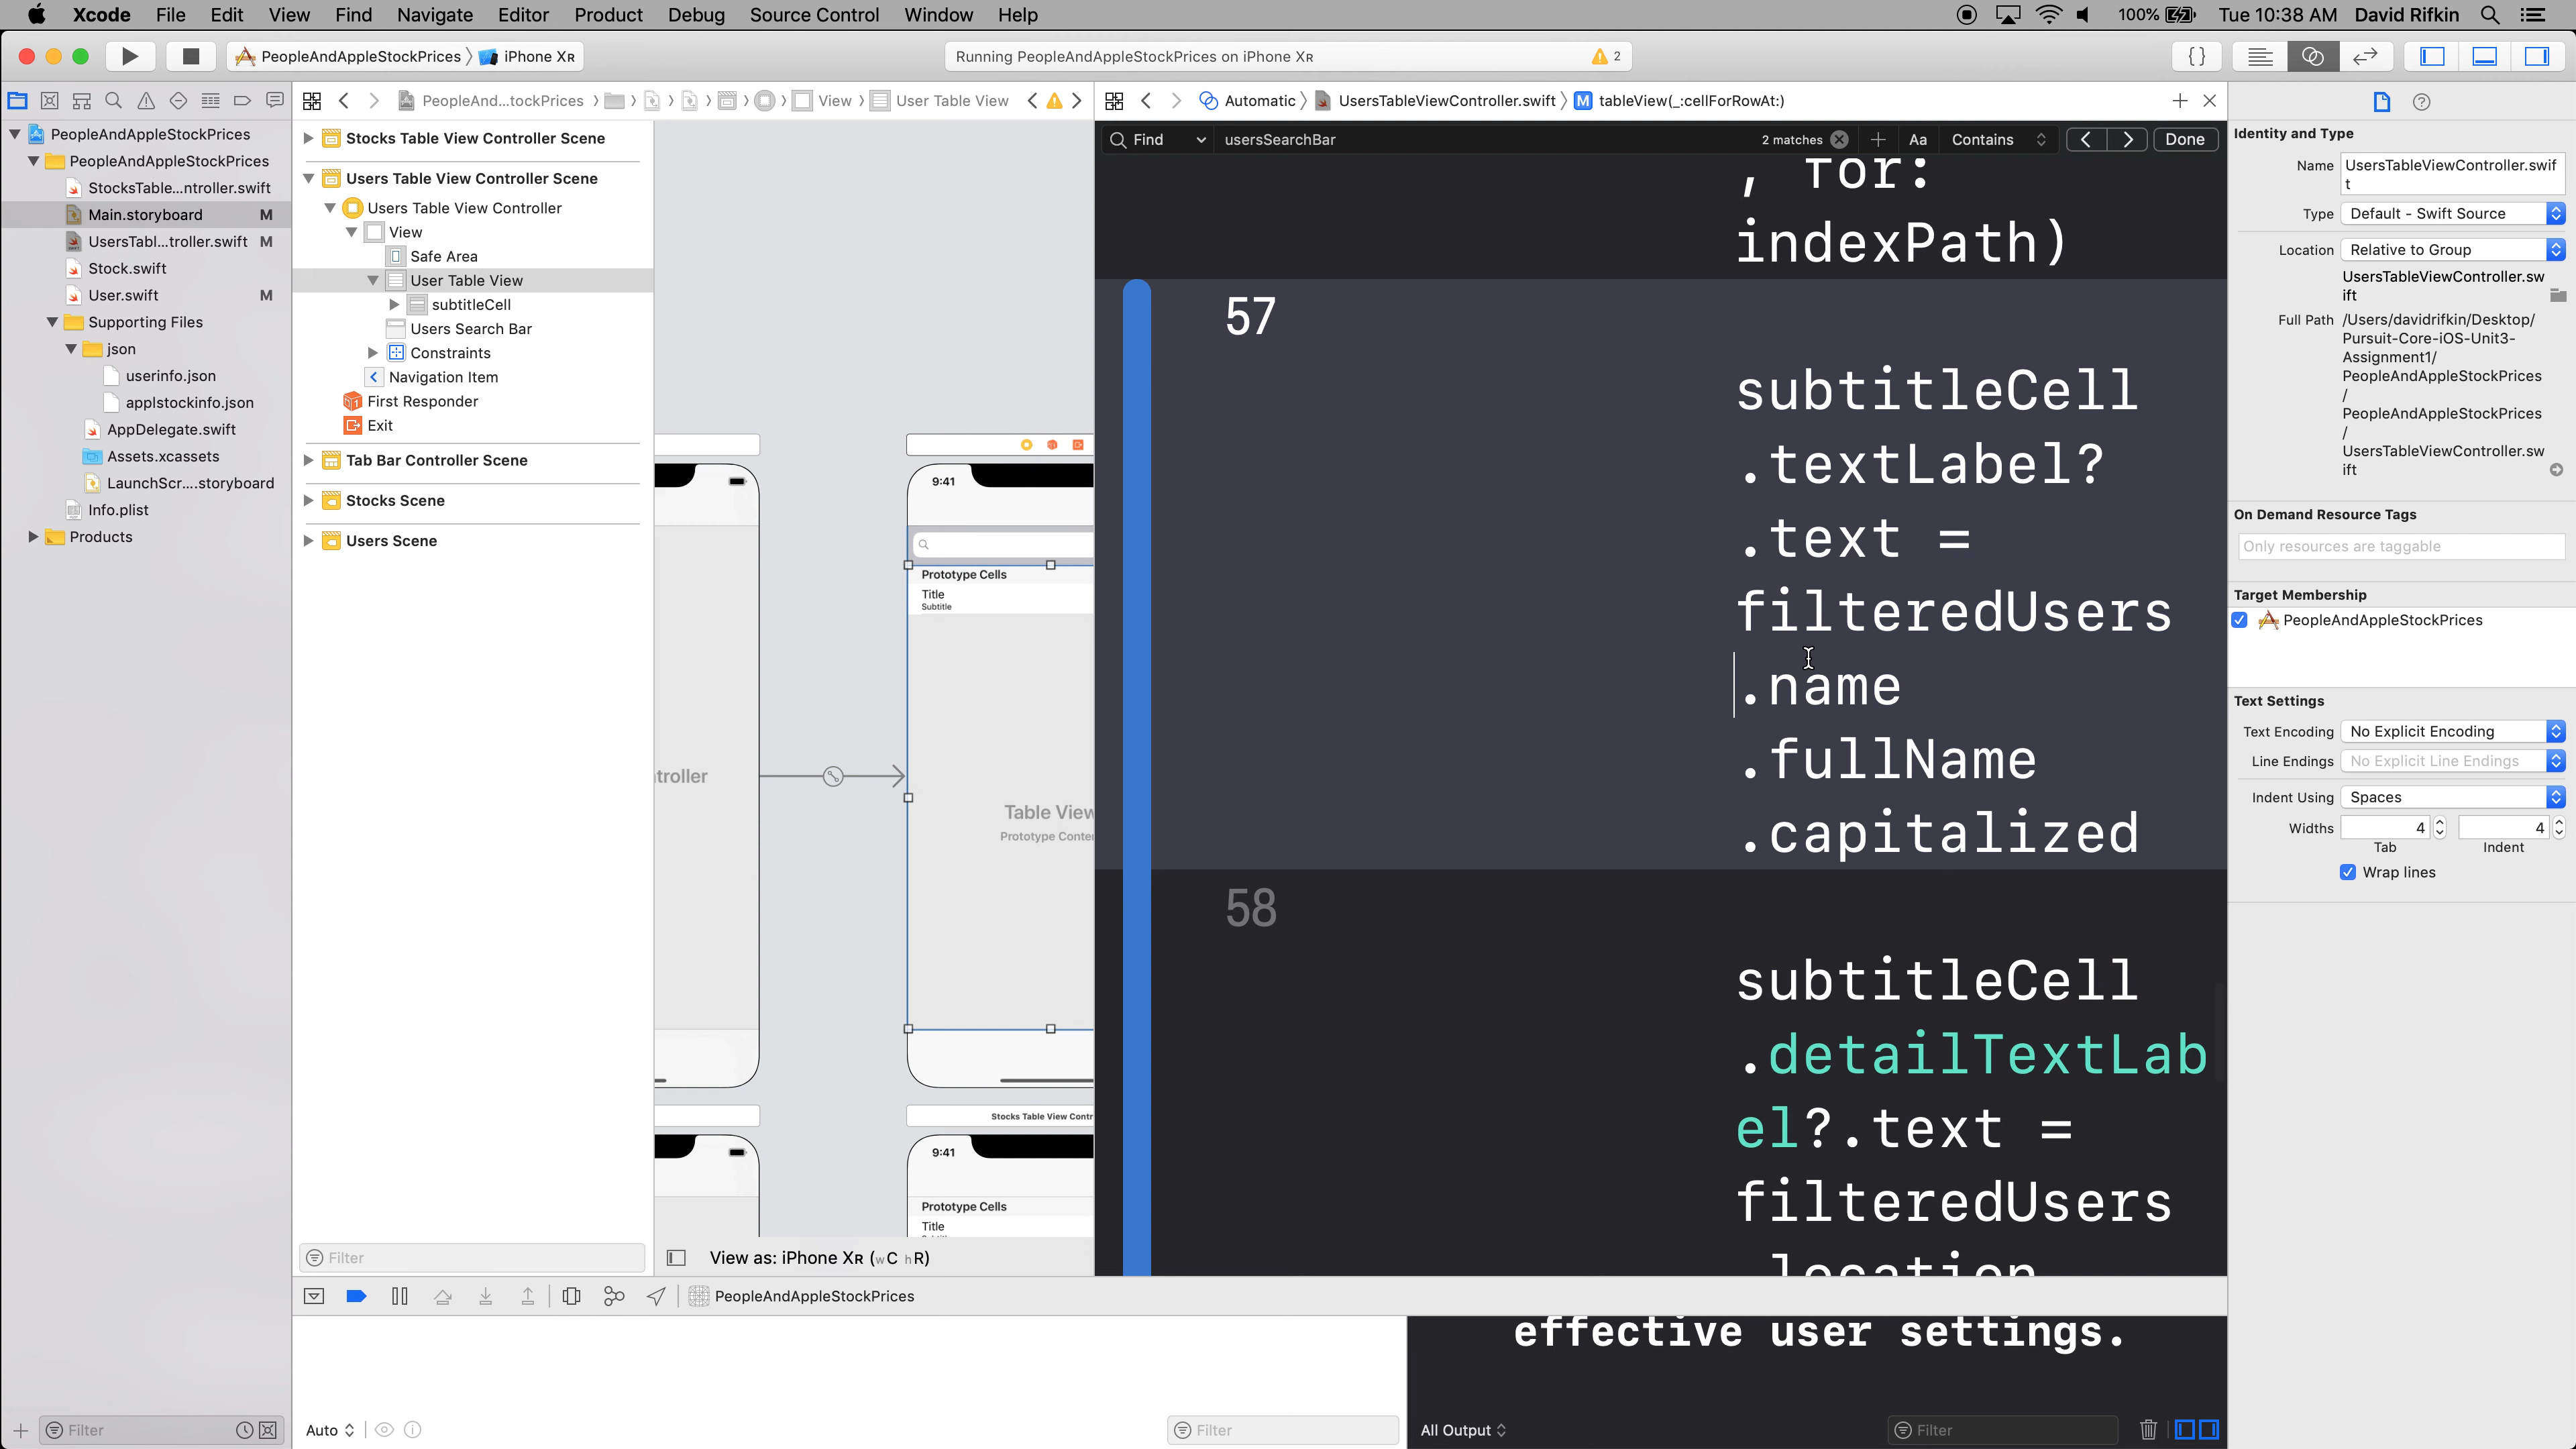 Xcode File Edit View Find Navigate Editor Product Debug Source Control Window Help 100% Tue 10:38 AM David Rifkin
PeopleAndAppleStockPrices iPhone XR Running PeopleAndAppleStockPrices on iPhone XR 2
PeopleAnd...tockPrices View User Table View
Automatic UsersTableViewController.swift M tableView(_:cellForRowAt:)
PeopleAndAppleStockPrices
PeopleAndAppleStockPrices
StocksTable...ntroller.swift
Main.storyboard M
UsersTabl...troller.swift M
Stock.swift
User.swift M
Supporting Files
json
userinfo.json
applstockinfo.json
AppDelegate.swift
Assets.xcassets
LaunchScr....storyboard
Info.plist
Products
Filter
Stocks Table View Controller Scene
Users Table View Controller Scene
Users Table View Controller
View
Safe Area
User Table View
subtitleCell
Users Search Bar
Constraints
Navigation Item
First Responder
Exit
Tab Bar Controller Scene
Stocks Scene
Users Scene
Filter
ntroller
9:41
Prototype Cells
Title
Subtitle
Table View
Prototype Conte
Stocks Table View Contr
9:41
Prototype Cells
Title
View as: iPhone XR (wC hR)
Find usersSearchBar 2 matches Aa Contains Done
, for:
indexPath)
57
subtitleCell
.textLabel?
.text =
filteredUsers
.name
.fullName
.capitalized
58
subtitleCell
.detailTextLab
el?.text =
filteredUsers
.location
PeopleAndAppleStockPrices
effective user settings.
Auto Filter
All Output Filter
Identity and Type
Name UsersTableViewController.swif
t
Type Default - Swift Source
Location Relative to Group
UsersTableViewController.sw
ift
Full Path /Users/davidrifkin/Desktop/
Pursuit-Core-iOS-Unit3-
Assignment1/
PeopleAndAppleStockPrices
/
PeopleAndAppleStockPrices
/
UsersTableViewController.sw
ift
On Demand Resource Tags
Only resources are taggable
Target Membership
PeopleAndAppleStockPrices
Text Settings
Text Encoding No Explicit Encoding
Line Endings No Explicit Line Endings
Indent Using Spaces
Widths 4 4
Tab Indent
Wrap lines